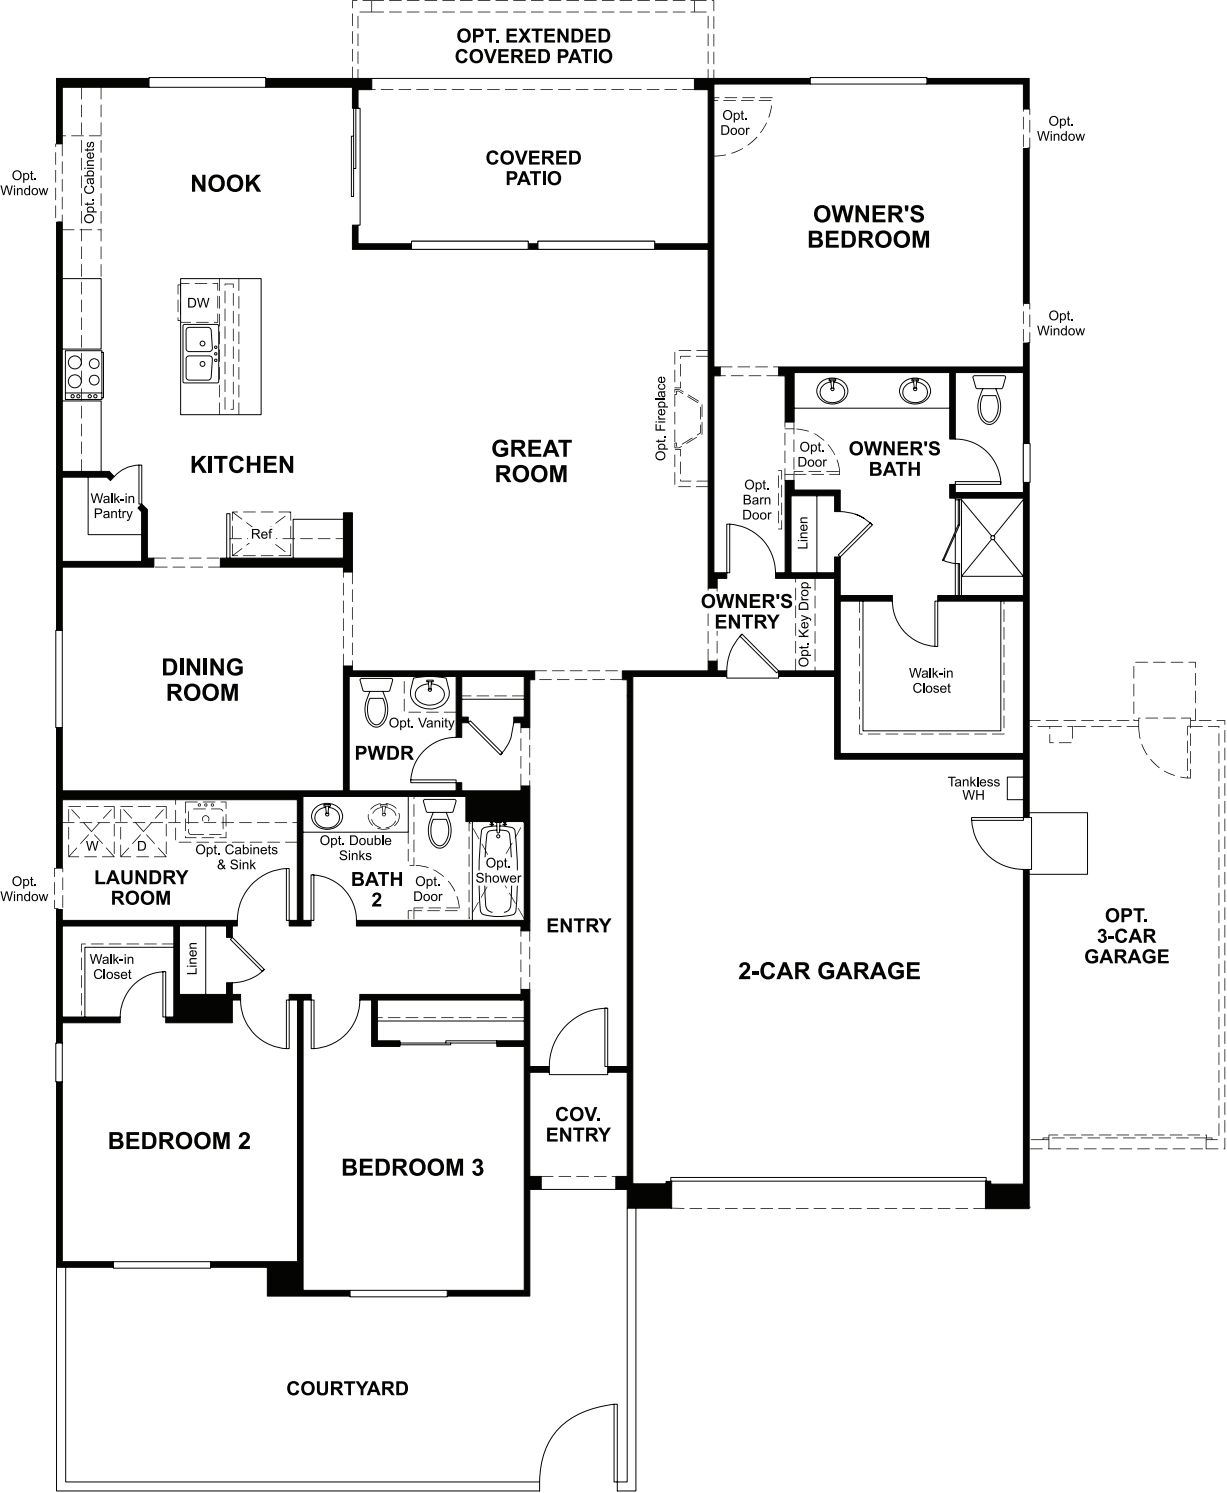 OPT. EXTENDED
COVERED PATIO
COVERED
PATIO
Opt.
Door
Opt.
Window
Opt.
Window
Opt. Cabinets
NOOK
OWNER'S
BEDROOM
DW
Opt.
Window
Opt. Fireplace
GREAT
ROOM
KITCHEN
OWNER'S
BATH
Opt.
Door
Opt.
Barn
Door
Linen
Walk-in
Pantry
Ref
OWNER'S
ENTRY
Opt. Key Drop
DINING
ROOM
Walk-in
Closet
Opt. Vanity
PWDR
Tankless
WH
W
D
Opt. Cabinets
& Sink
LAUNDRY
ROOM
Opt.
Window
Opt. Double
Sinks
BATH
2
Opt.
Door
Opt.
Shower
ENTRY
OPT.
3-CAR
GARAGE
2-CAR GARAGE
Walk-in
Closet
Linen
COV.
ENTRY
BEDROOM 2
BEDROOM 3
COURTYARD